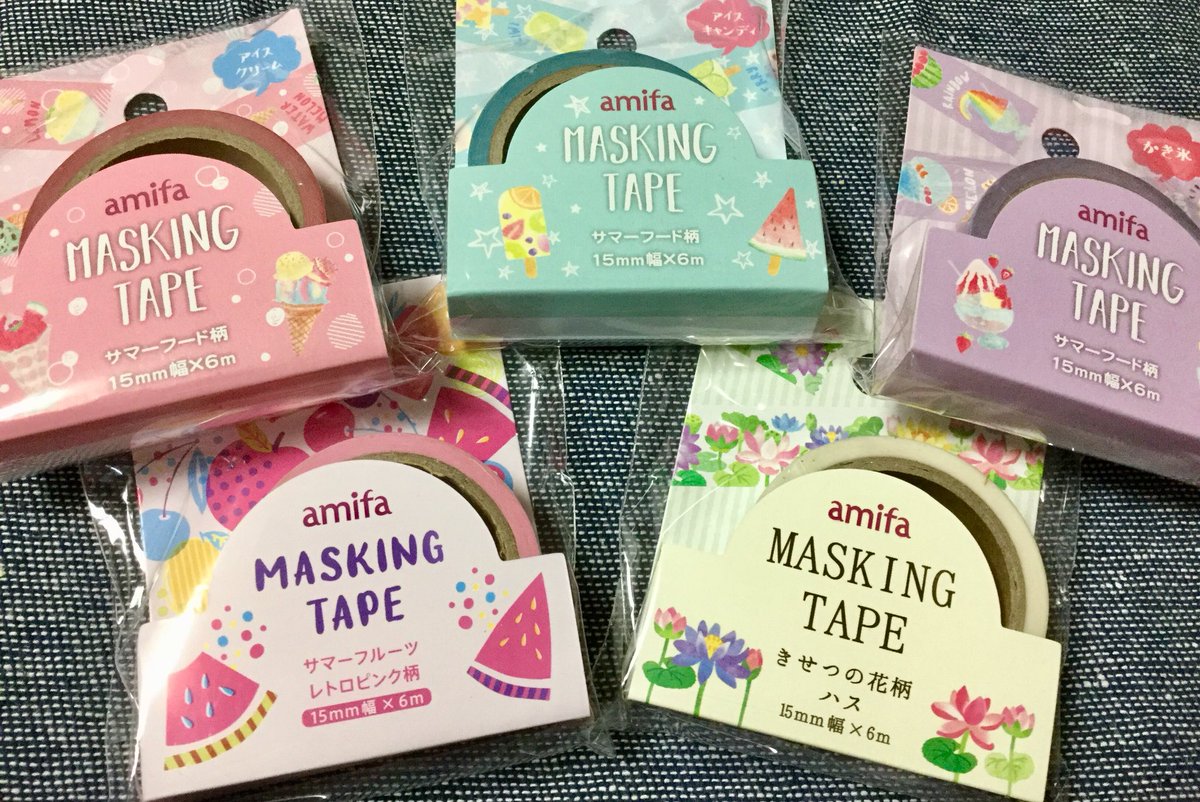 アイス
クリーム
WATER
MELON
amifa
MASKING
TAPE
サマーフード柄
15mm幅×6m
アイス
キャンディ
amifa
MASKING
TAPE
サマーフード柄
15mm幅×6m
RAINBOW
かき氷
amifa
MASKING
TAPE
サマーフード柄
15mm幅×6m
amifa
MASKING
TAPE
サマーフルーツ
レトロピンク柄
15mm幅×6m
amifa
MASKING
TAPE
きせつの花柄
ハス
15mm幅×6m